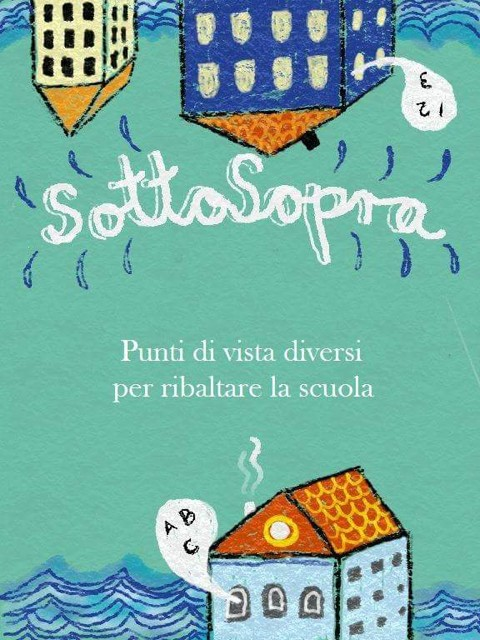 1 2
3
SottoSopra
Punti di vista diversi
per ribaltare la scuola
A B
C